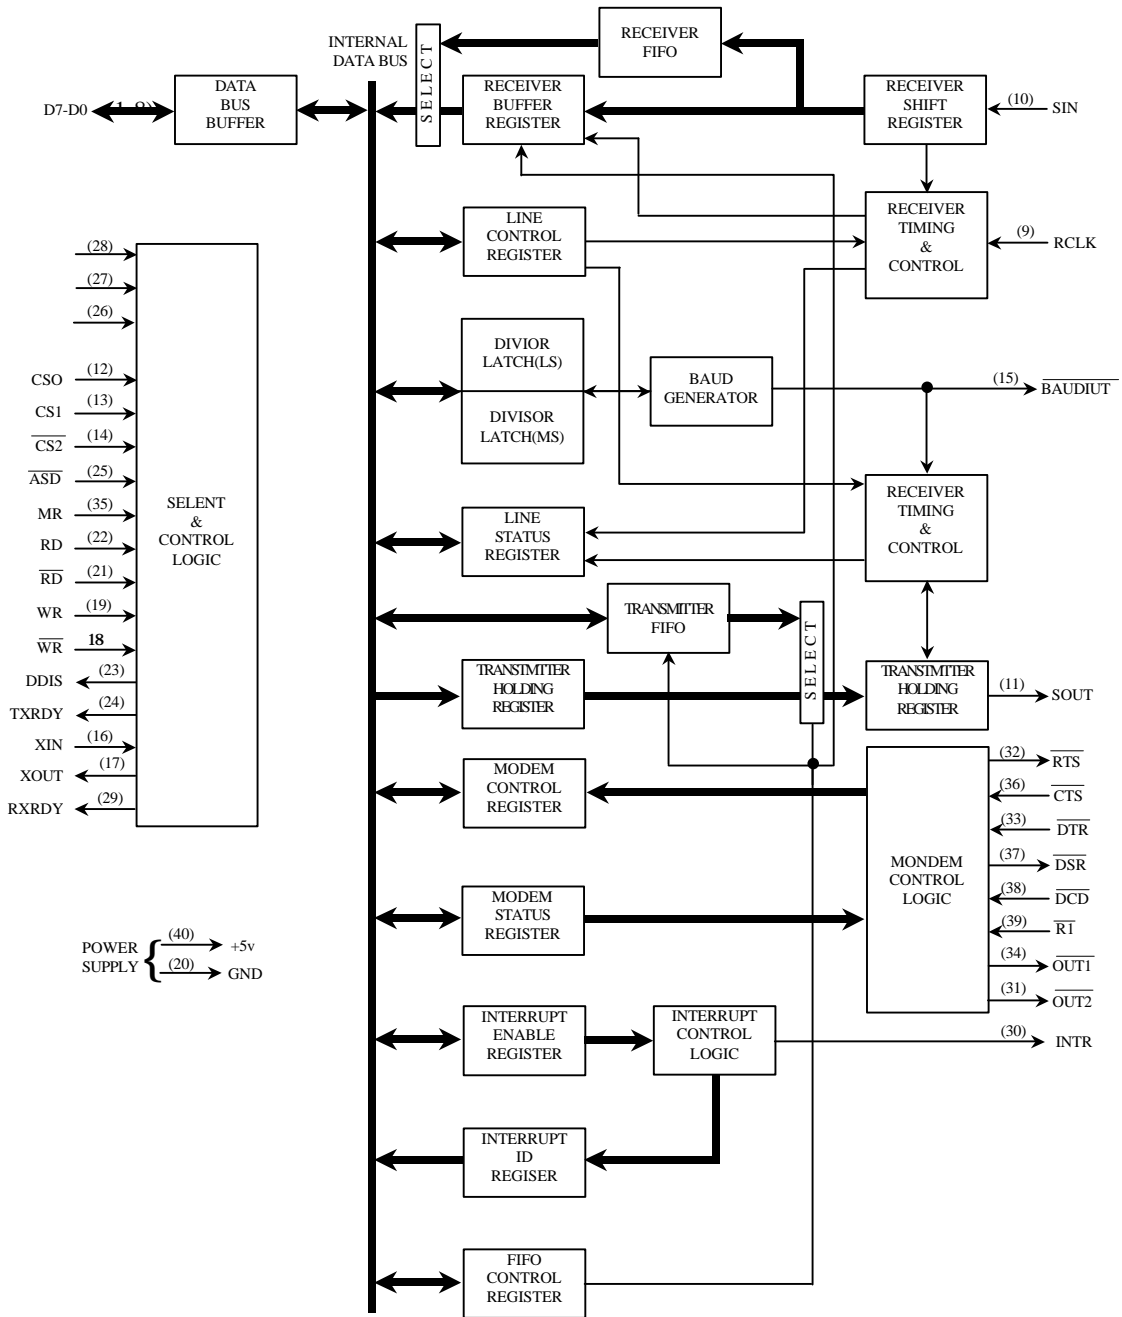 INTERNAL
DATA BUS
SELECT
RECEIVER
FIFO
D7-D0
(1-8)
DATA
BUS
BUFFER
RECEIVER
BUFFER
REGISTER
RECEIVER
SHIFT
REGISTER
(10)
SIN
LINE
CONTROL
REGISTER
RECEIVER
TIMING
&
CONTROL
(9)
RCLK
(28)
(27)
(26)
CSO
(12)
CS1
(13)
CS2
(14)
ASD
(25)
MR
(35)
RD
(22)
RD
(21)
WR
(19)
WR
18
DDIS
(23)
TXRDY
(24)
XIN
(16)
XOUT
(17)
RXRDY
(29)
SELENT
&
CONTROL
LOGIC
DIVIOR
LATCH(LS)
DIVISOR
LATCH(MS)
BAUD
GENERATOR
(15)
BAUDIUT
LINE
STATUS
REGISTER
RECEIVER
TIMING
&
CONTROL
TRANSMITTER
FIFO
SELECT
TRANSTMITTER
HOLDING
REGISTER
TRANSTMITTER
HOLDING
REGISTER
(11)
SOUT
MODEM
CONTROL
REGISTER
MODEM
STATUS
REGISTER
MONDEM
CONTROL
LOGIC
(32)
RTS
(36)
CTS
(33)
DTR
(37)
DSR
(38)
DCD
(39)
R1
(34)
OUT1
(31)
OUT2
POWER
SUPPLY
{
(40)
+5v
(20)
GND
INTERRUPT
ENABLE
REGISTER
INTERRUPT
CONTROL
LOGIC
(30)
INTR
INTERRUPT
ID
REGISER
FIFO
CONTROL
REGISTER